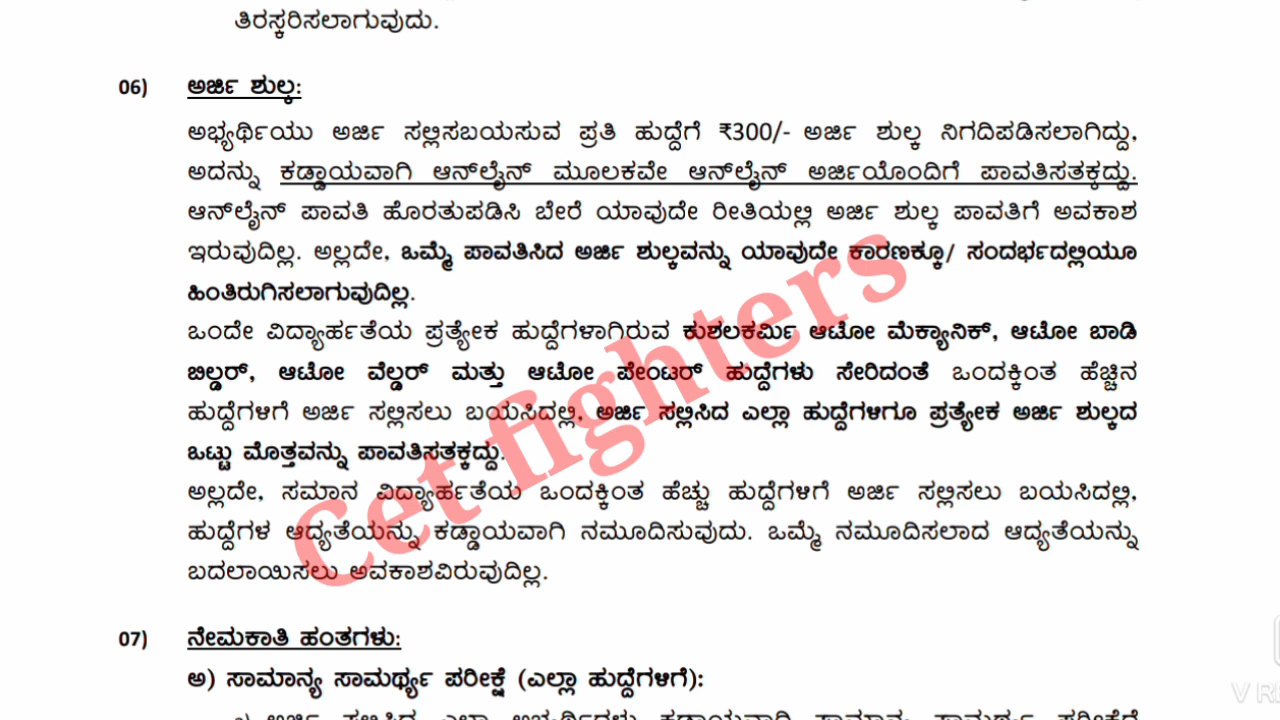 ತಿರಸ್ಕರಿಸಲಾಗುವುದು.
06) ಅರ್ಜಿ ಶುಲ್ಕ:
ಅಭ್ಯರ್ಥಿಯು ಅರ್ಜಿ ಸಲ್ಲಿಸಬಯಸುವ ಪ್ರತಿ ಹುದ್ದೆಗೆ ₹300/- ಅರ್ಜಿ ಶುಲ್ಕ ನಿಗದಿಪಡಿಸಲಾಗಿದ್ದು,
ಅದನ್ನು ಕಡ್ಡಾಯವಾಗಿ ಆನ್‌ಲೈನ್ ಮೂಲಕವೇ ಆನ್‌ಲೈನ್ ಅರ್ಜಿಯೊಂದಿಗೆ ಪಾವತಿಸತಕ್ಕದ್ದು.
ಆನ್‌ಲೈನ್ ಪಾವತಿ ಹೊರತುಪಡಿಸಿ ಬೇರೆ ಯಾವುದೇ ರೀತಿಯಲ್ಲಿ ಅರ್ಜಿ ಶುಲ್ಕ ಪಾವತಿಗೆ ಅವಕಾಶ
ಇರುವುದಿಲ್ಲ. ಅಲ್ಲದೇ, ಒಮ್ಮೆ ಪಾವತಿಸಿದ ಅರ್ಜಿ ಶುಲ್ಕವನ್ನು ಯಾವುದೇ ಕಾರಣಕ್ಕೂ/ ಸಂದರ್ಭದಲ್ಲಿಯೂ
ಹಿಂತಿರುಗಿಸಲಾಗುವುದಿಲ್ಲ.
ಒಂದೇ ವಿದ್ಯಾರ್ಹತೆಯ ಪ್ರತ್ಯೇಕ ಹುದ್ದೆಗಳಾಗಿರುವ ಕುಶಲಕರ್ಮಿ ಆಟೋ ಮೆಕ್ಯಾನಿಕ್, ಆಟೋ ಬಾಡಿ
ಬಿಲ್ಡರ್, ಆಟೋ ವೆಲ್ಡರ್ ಮತ್ತು ಆಟೋ ಪೇಂಟರ್ ಹುದ್ದೆಗಳು ಸೇರಿದಂತೆ ಒಂದಕ್ಕಿಂತ ಹೆಚ್ಚಿನ
ಹುದ್ದೆಗಳಿಗೆ ಅರ್ಜಿ ಸಲ್ಲಿಸಲು ಬಯಸಿದಲ್ಲಿ, ಅರ್ಜಿ ಸಲ್ಲಿಸಿದ ಎಲ್ಲಾ ಹುದ್ದೆಗಳಿಗೂ ಪ್ರತ್ಯೇಕ ಅರ್ಜಿ ಶುಲ್ಕದ
ಒಟ್ಟು ಮೊತ್ತವನ್ನು ಪಾವತಿಸತಕ್ಕದ್ದು.
ಅಲ್ಲದೇ, ಸಮಾನ ವಿದ್ಯಾರ್ಹತೆಯ ಒಂದಕ್ಕಿಂತ ಹೆಚ್ಚು ಹುದ್ದೆಗಳಿಗೆ ಅರ್ಜಿ ಸಲ್ಲಿಸಲು ಬಯಸಿದಲ್ಲಿ,
ಹುದ್ದೆಗಳ ಆದ್ಯತೆಯನ್ನು ಕಡ್ಡಾಯವಾಗಿ ನಮೂದಿಸುವುದು. ಒಮ್ಮೆ ನಮೂದಿಸಲಾದ ಆದ್ಯತೆಯನ್ನು
ಬದಲಾಯಿಸಲು ಅವಕಾಶವಿರುವುದಿಲ್ಲ.
Cet fighters
07) ನೇಮಕಾತಿ ಹಂತಗಳು:
ಅ) ಸಾಮಾನ್ಯ ಸಾಮರ್ಥ್ಯ ಪರೀಕ್ಷೆ (ಎಲ್ಲಾ ಹುದ್ದೆಗಳಿಗೆ):